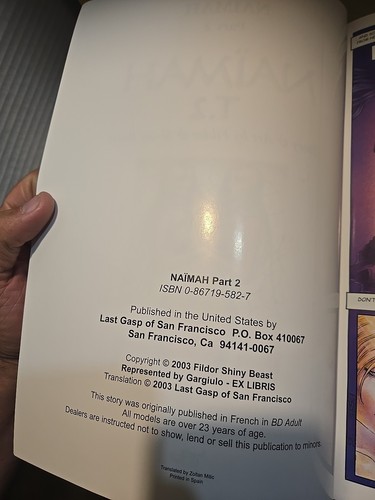 NAÏMAH Part 2
ISBN 0-86719-582-7
Published in the United States by
Last Gasp of San Francisco P.O. Box 410067
San Francisco, Ca 94141-0067
Copyright © 2003 Fildor Shiny Beast
Represented by Gargiulo - EX LIBRIS
Translation © 2003 Last Gasp of San Francisco
This story was originally published in French in BD Adult
All models are over 23 years of age.
Dealers are instructed not to show, lend or sell this publication to minors.
Translated by Zoltan Milic
Printed in Spain
DON'T